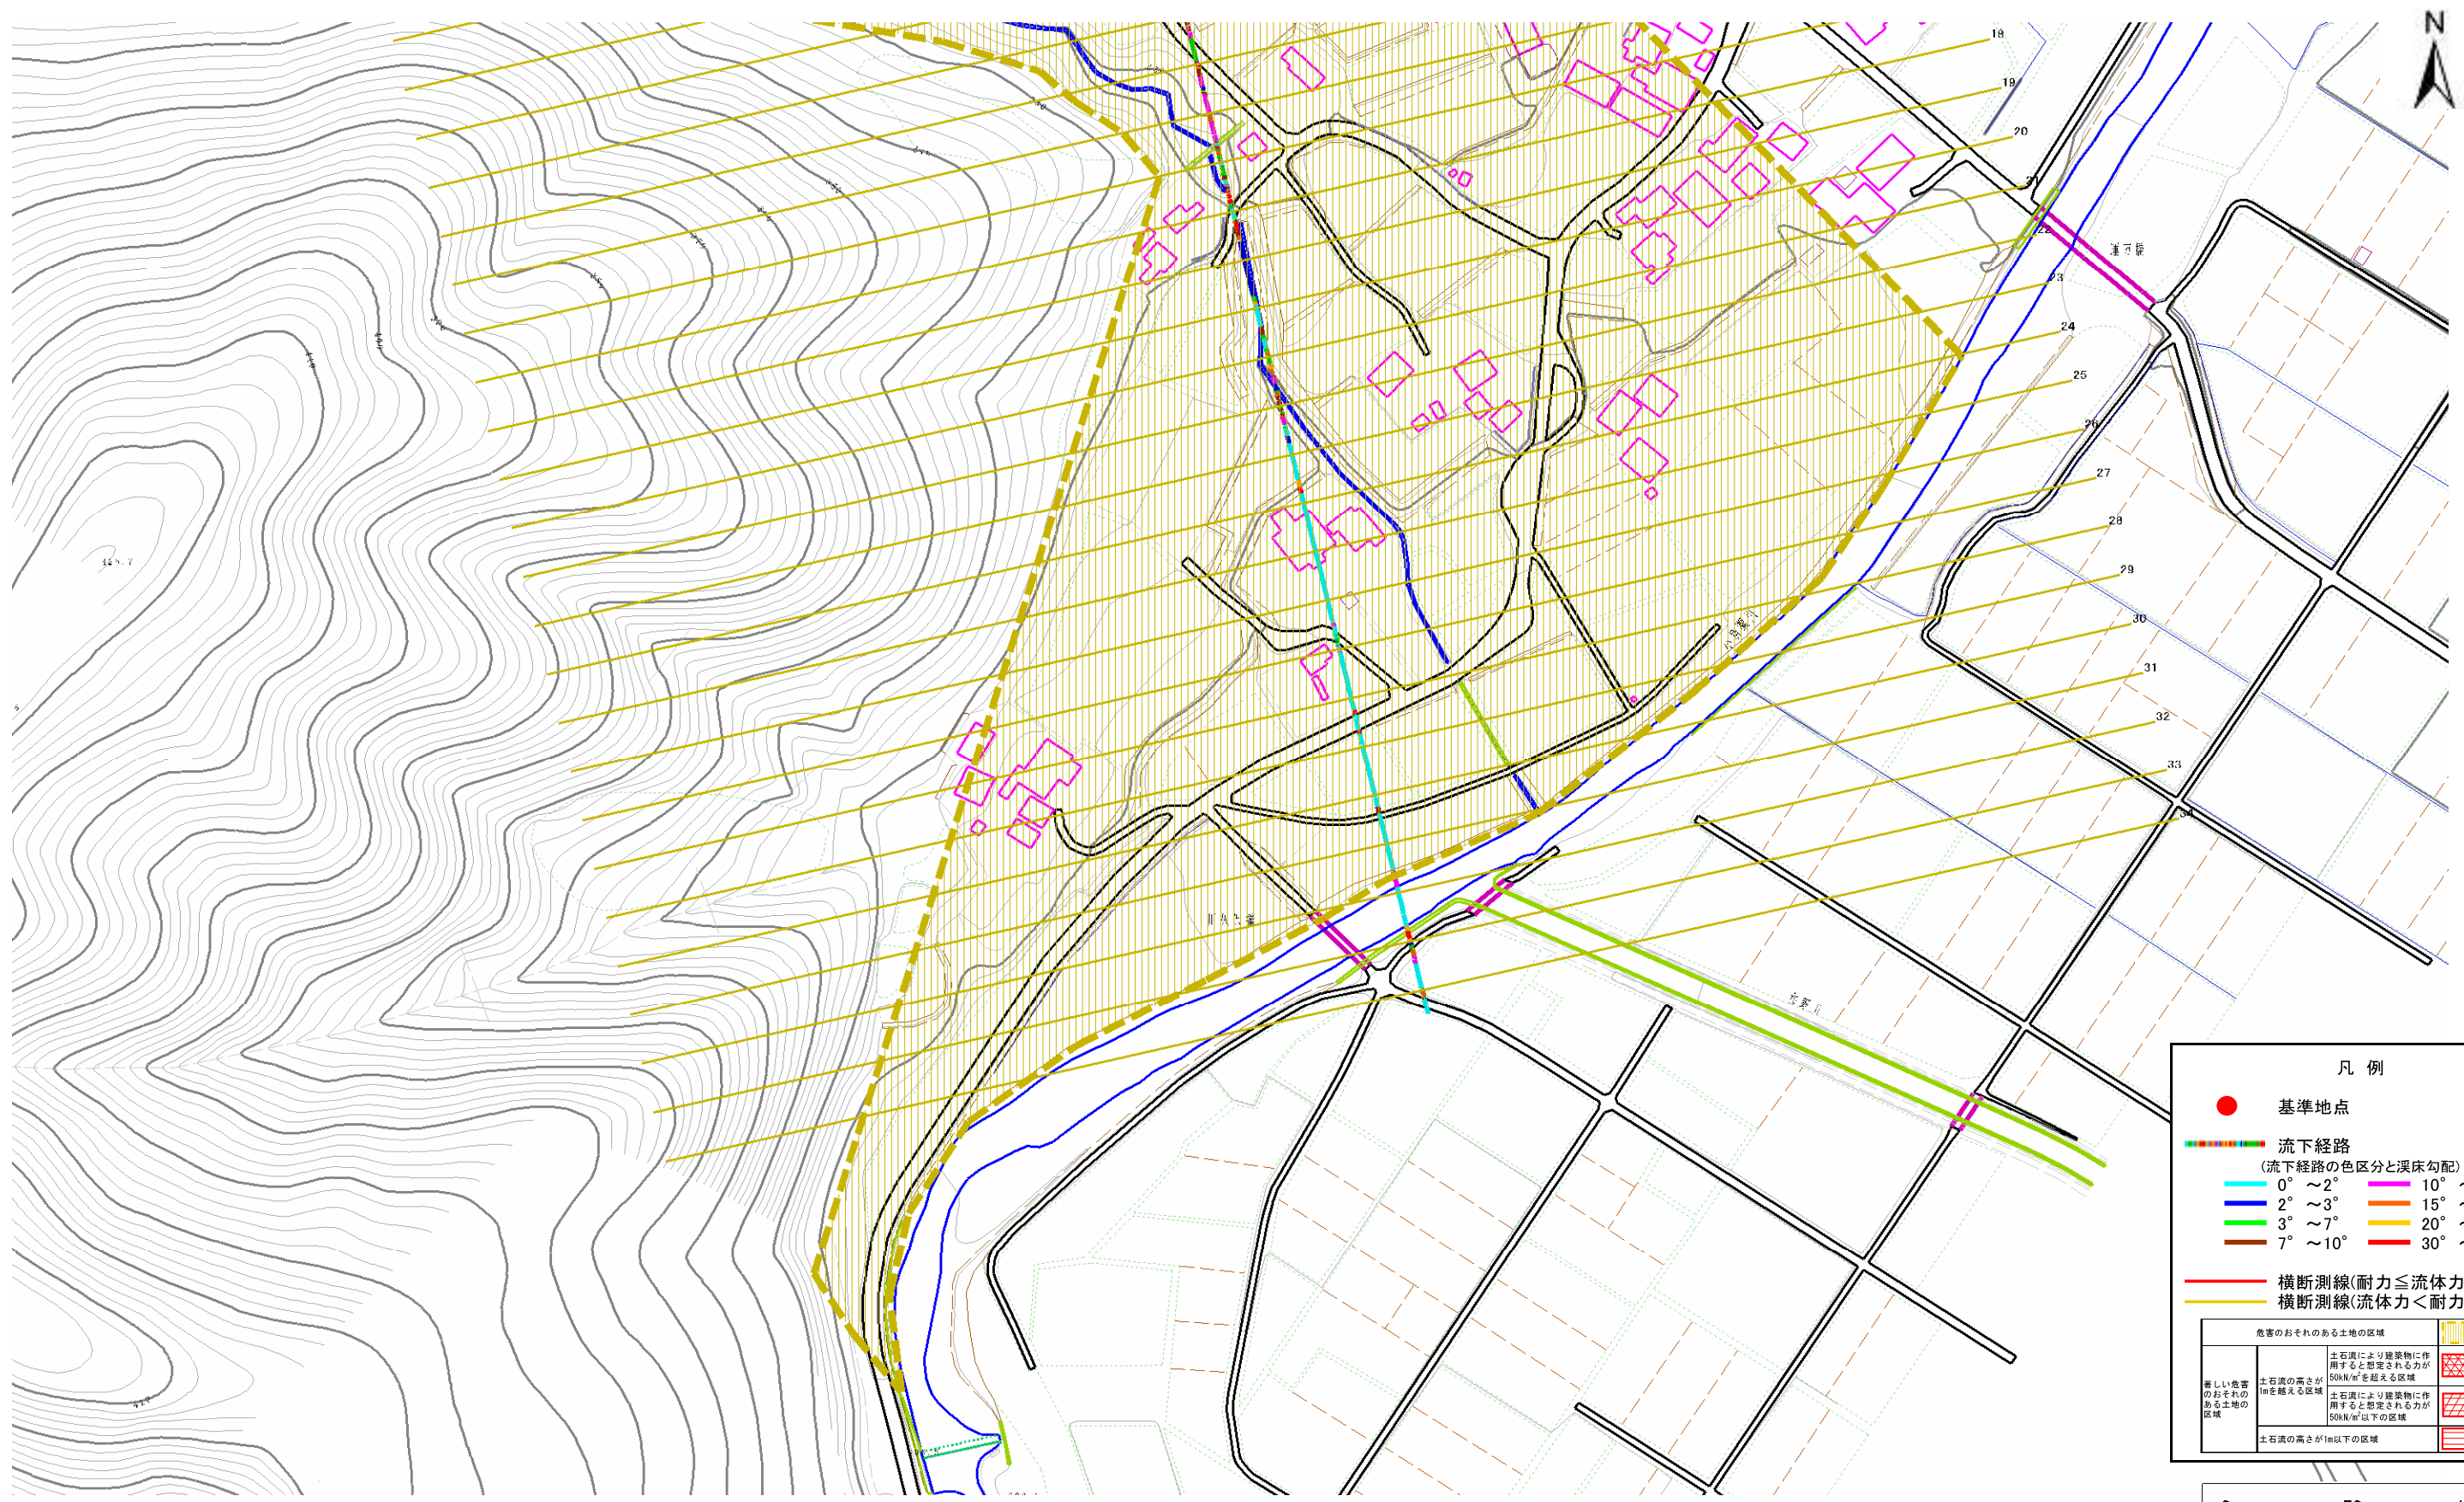 N
18
19
20
21
22
23
24
25
26
27
28
29
30
31
32
33
34
凡 例
基準地点
流下経路
(流下経路の色区分と渓床勾配)
0° ～2° 10° ～
2° ～3° 15° ～
3° ～7° 20° ～
7° ～10° 30° ～
横断測線(耐力≦流体力
横断測線(流体力＜耐力
危害のおそれのある土地の区域
著しい危害のおそれのある土地の区域
土石流の高さが1mを越える区域
土石流により建築物に作用すると想定される力が50kN/m²を超える区域
土石流により建築物に作用すると想定される力が50kN/m²以下の区域
土石流の高さが1m以下の区域